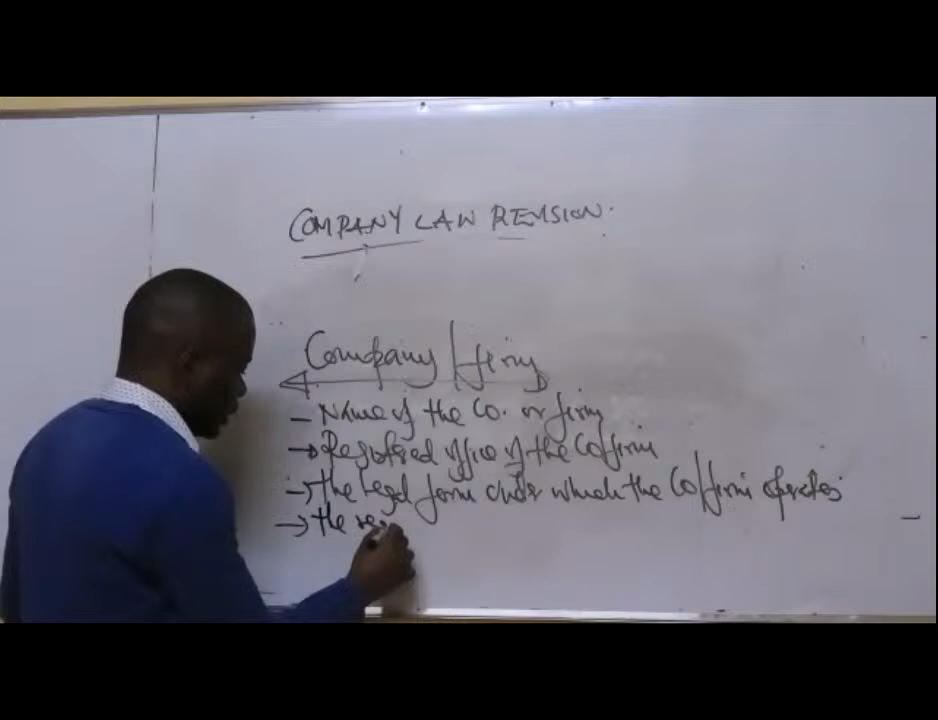 COMPANY LAW REVISION.
Company/firm
- Name of the Co. or firm
→ Registered office of the Co/firm
→ the legal form under which the Co/firm operates
→ the